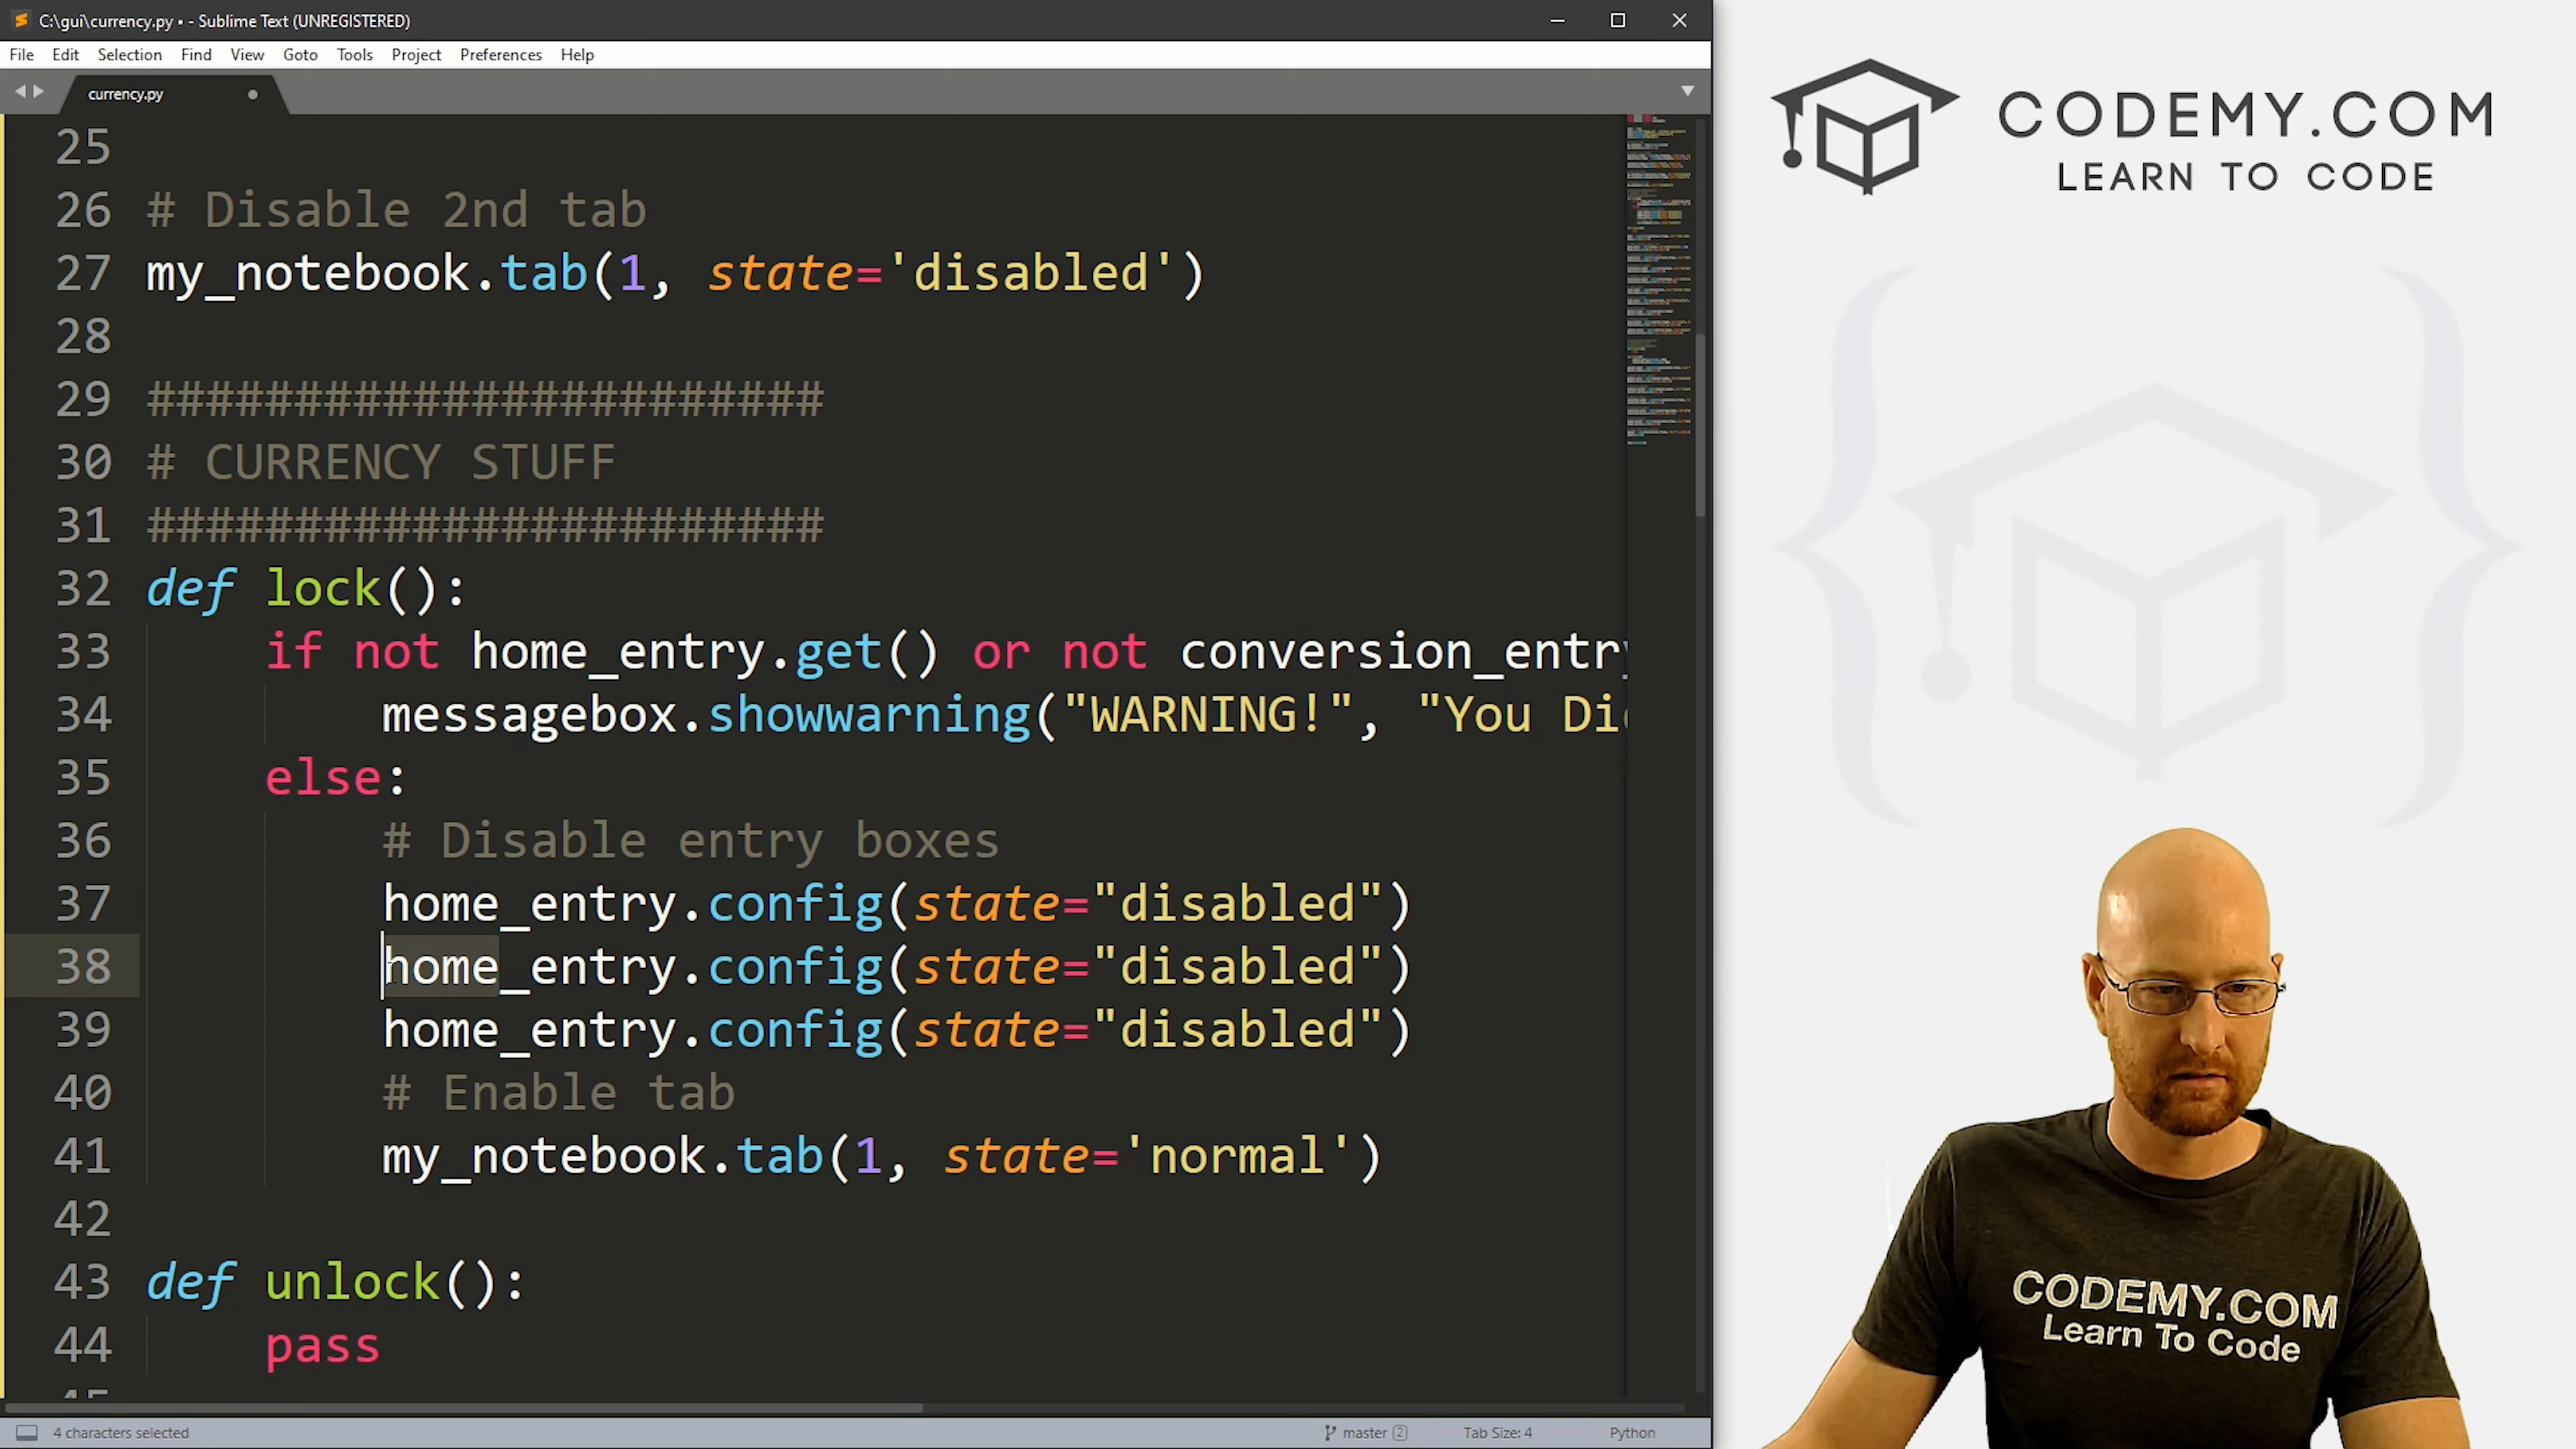 C:\gui\currency.py • - Sublime Text (UNREGISTERED)
File Edit Selection Find View Goto Tools Project Preferences Help
currency.py
25
26 # Disable 2nd tab
27 my_notebook.tab(1, state='disabled')
28
29 #######################
30 # CURRENCY STUFF
31 #######################
32 def lock():
33 if not home_entry.get() or not conversion_entry
34 messagebox.showwarning("WARNING!", "You Di
35 else:
36 # Disable entry boxes
37 home_entry.config(state="disabled")
38 home_entry.config(state="disabled")
39 home_entry.config(state="disabled")
40 # Enable tab
41 my_notebook.tab(1, state='normal')
42
43 def unlock():
44 pass
4 characters selected
master 2
Tab Size: 4
Python
CODEMY.COM
LEARN TO CODE
CODEMY.COM
Learn To Code